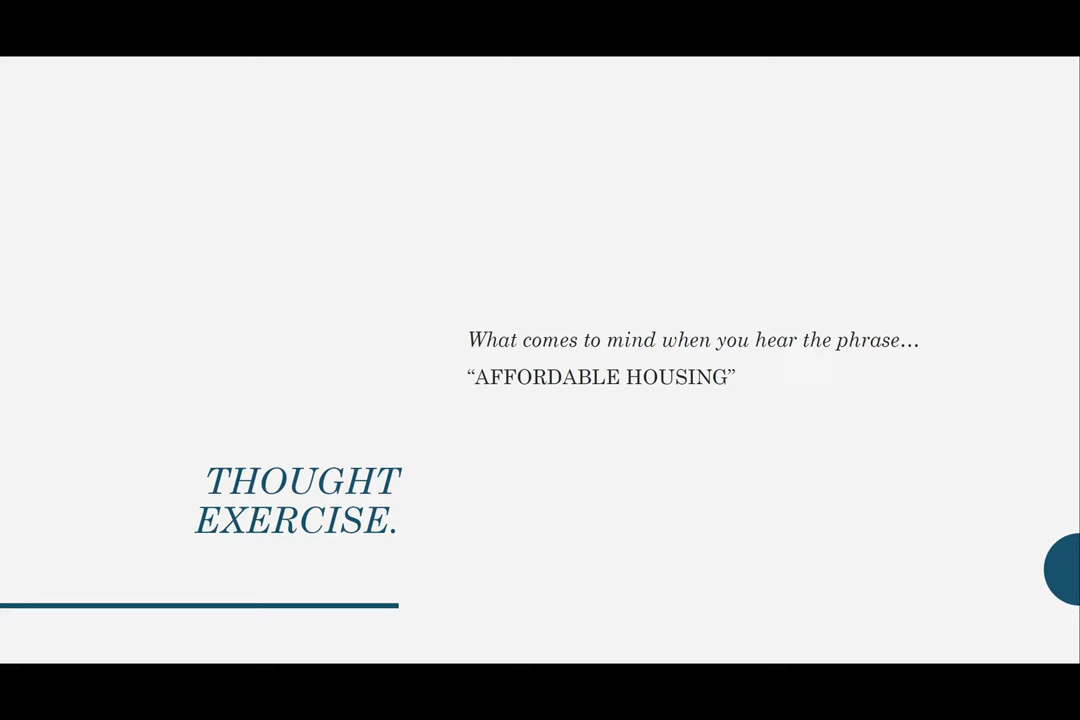 What comes to mind when you hear the phrase…
“AFFORDABLE HOUSING”
THOUGHT
EXERCISE.